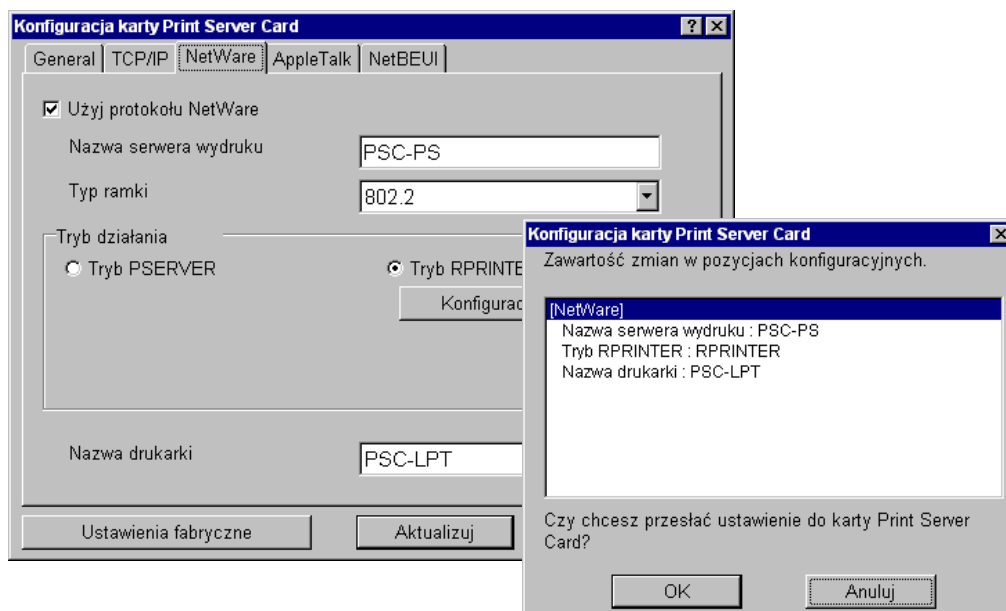 Konfiguracja karty Print Server Card
General TCP/IP NetWare AppleTalk NetBEUI
Użyj protokołu NetWare
Nazwa serwera wydruku PSC-PS
Typ ramki 802.2
Tryb działania
Tryb PSERVER Tryb RPRINTE
Konfigurac
Nazwa drukarki PSC-LPT
Ustawienia fabryczne Aktualizuj
Konfiguracja karty Print Server Card
Zawartość zmian w pozycjach konfiguracyjnych.
[NetWare]
Nazwa serwera wydruku : PSC-PS
Tryb RPRINTER : RPRINTER
Nazwa drukarki : PSC-LPT
Czy chcesz przesłać ustawienie do karty Print Server
Card?
OK Anuluj